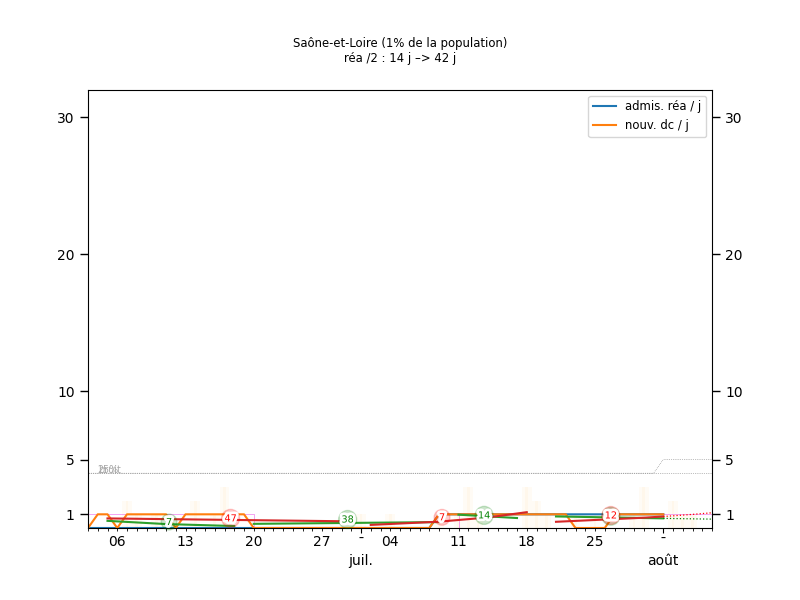 Saône-et-Loire (1% de la population)
réa /2 : 14 j –> 42 j
admis. réa / j
nouv. dc / j
30 30
20 20
10 10
5 5
1 1
7 47 38 7 14 12
06 13 20 27 - 04 11 18 25 -
juil. août